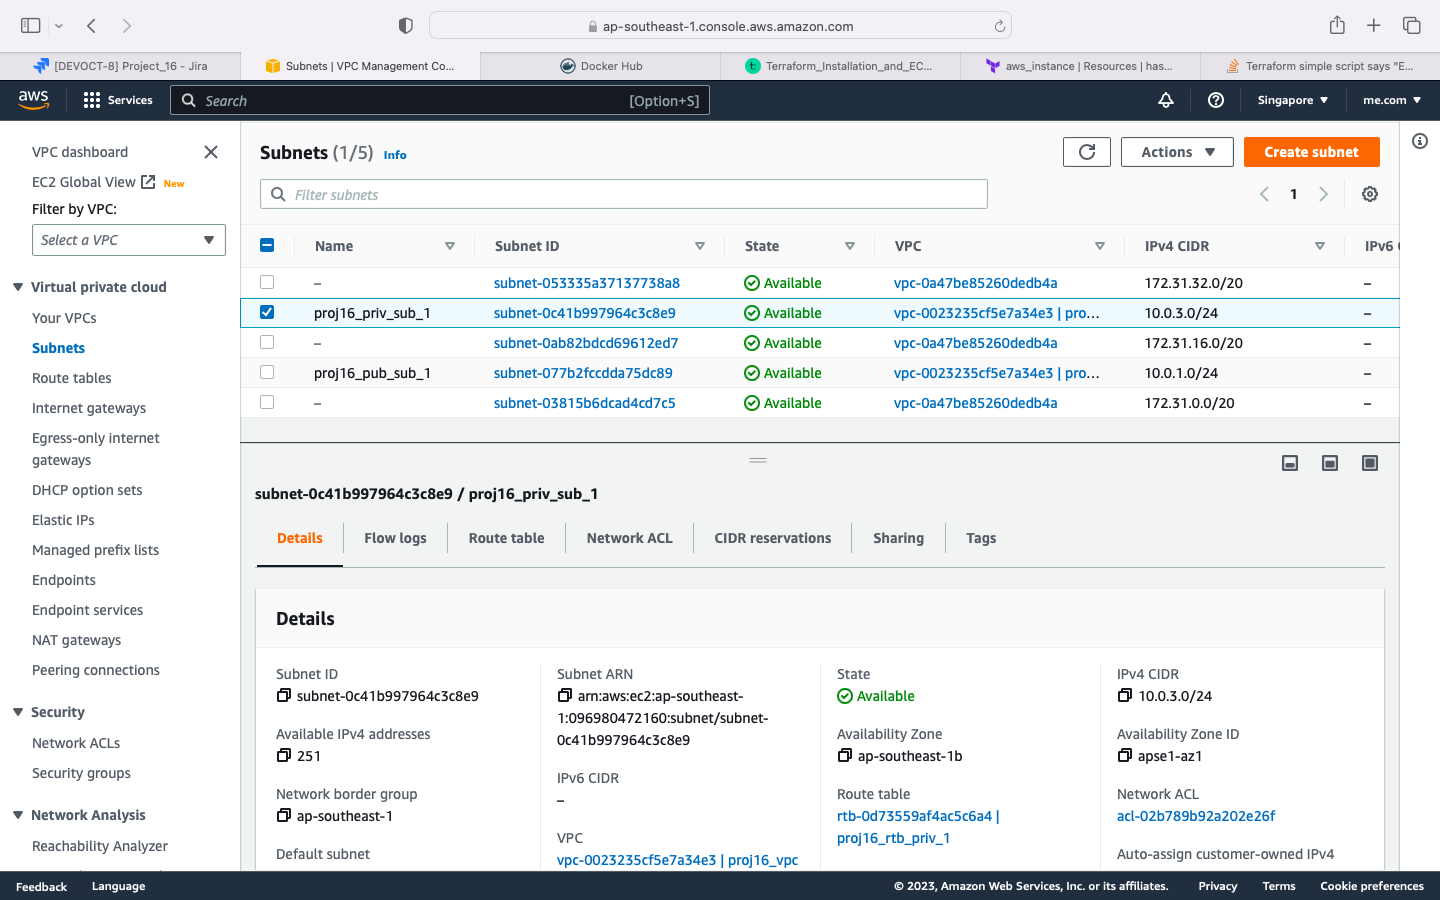 ap-southeast-1.console.aws.amazon.com
[DEVOCT-8] Project_16 - Jira
Subnets | VPC Management Co...
Docker Hub
Terraform_Installation_and_EC...
aws_instance | Resources | has...
Terraform simple script says "E...
aws
Services
Search
[Option+S]
Singapore
me.com
VPC dashboard
EC2 Global View
New
Filter by VPC:
Select a VPC
Virtual private cloud
Your VPCs
Subnets
Route tables
Internet gateways
Egress-only internet
gateways
DHCP option sets
Elastic IPs
Managed prefix lists
Endpoints
Endpoint services
NAT gateways
Peering connections
Security
Network ACLs
Security groups
Network Analysis
Reachability Analyzer
Subnets (1/5) Info
Actions
Create subnet
Filter subnets
1
Name Subnet ID State VPC IPv4 CIDR IPv6
– subnet-053335a37137738a8 Available vpc-0a47be85260dedb4a 172.31.32.0/20 –
proj16_priv_sub_1 subnet-0c41b997964c3c8e9 Available vpc-0023235cf5e7a34e3 | pro... 10.0.3.0/24 –
– subnet-0ab82bdcd69612ed7 Available vpc-0a47be85260dedb4a 172.31.16.0/20 –
proj16_pub_sub_1 subnet-077b2fccdda75dc89 Available vpc-0023235cf5e7a34e3 | pro... 10.0.1.0/24 –
– subnet-03815b6dcad4cd7c5 Available vpc-0a47be85260dedb4a 172.31.0.0/20 –
subnet-0c41b997964c3c8e9 / proj16_priv_sub_1
Details
Flow logs
Route table
Network ACL
CIDR reservations
Sharing
Tags
Details
Subnet ID
subnet-0c41b997964c3c8e9
Available IPv4 addresses
251
Network border group
ap-southeast-1
Default subnet
Subnet ARN
arn:aws:ec2:ap-southeast-
1:096980472160:subnet/subnet-
0c41b997964c3c8e9
IPv6 CIDR
–
VPC
vpc-0023235cf5e7a34e3 | proj16_vpc
State
Available
Availability Zone
ap-southeast-1b
Route table
rtb-0d73559af4ac5c6a4 |
proj16_rtb_priv_1
IPv4 CIDR
10.0.3.0/24
Availability Zone ID
apse1-az1
Network ACL
acl-02b789b92a202e26f
Auto-assign customer-owned IPv4
Feedback
Language
© 2023, Amazon Web Services, Inc. or its affiliates.
Privacy
Terms
Cookie preferences